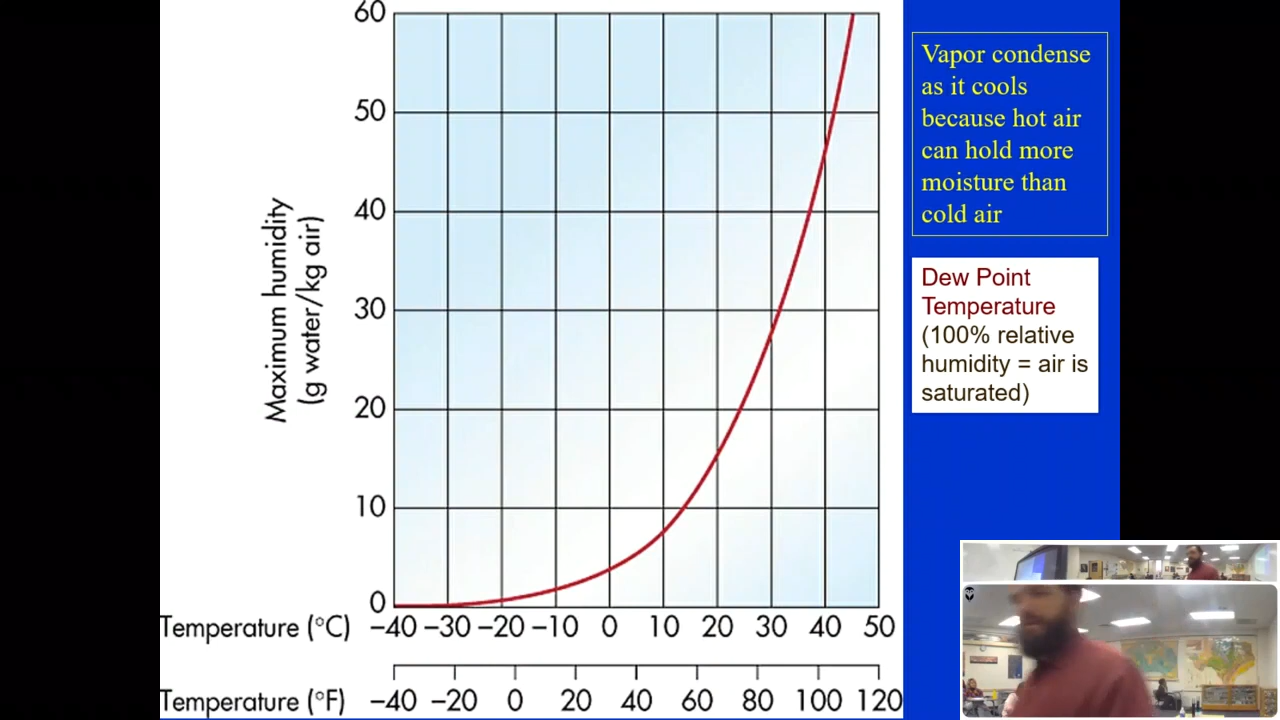 60
50
40
30
20
10
0
Maximum humidity
(g water/kg air)
Temperature (°C) −40 −30 −20 −10 0 10 20 30 40 50
Temperature (°F) −40 −20 0 20 40 60 80 100 120
Vapor condense
as it cools
because hot air
can hold more
moisture than
cold air
Dew Point
Temperature
(100% relative
humidity = air is
saturated)